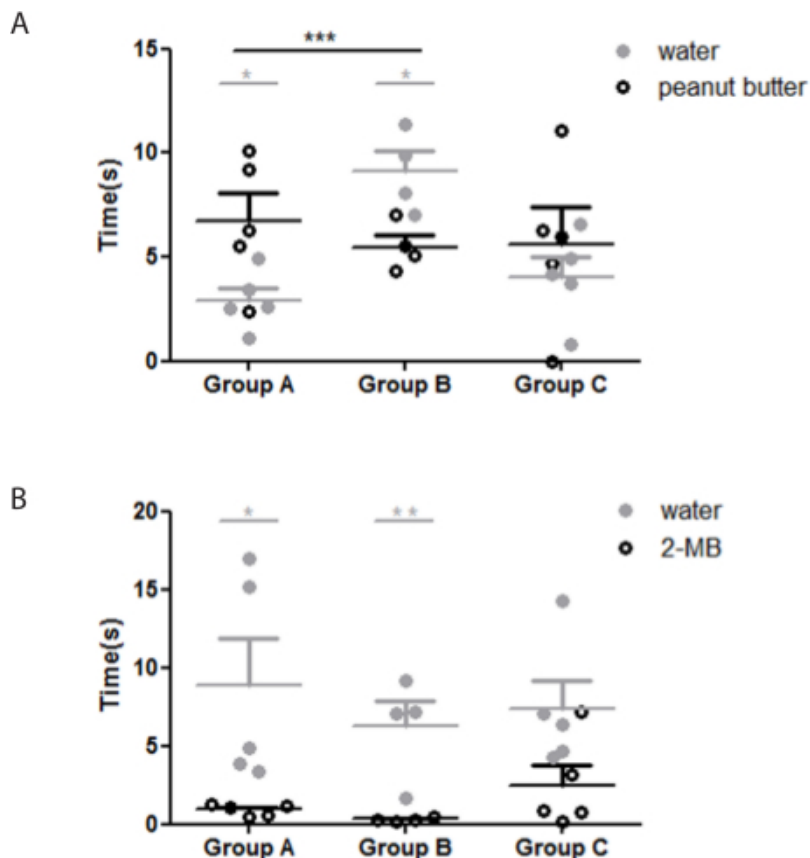 A
***
15
* *
water
peanut butter
10
Time(s)
5
0
Group A Group B Group C
B
20
* **
water
2-MB
15
Time(s)
10
5
0
Group A Group B Group C